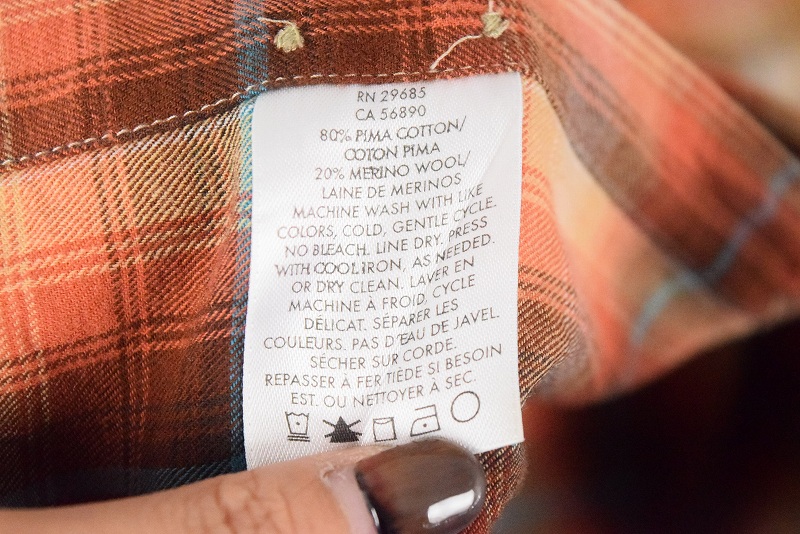 RN 29685
CA 56890
80% PIMA COTTON/
COTON PIMA
20% MERINO WOOL/
LAINE DE MERINOS
MACHINE WASH WITH LIKE
COLORS, COLD, GENTLE CYCLE.
NO BLEACH. LINE DRY. PRESS
WITH COOL IRON, AS NEEDED.
OR DRY CLEAN. LAVER EN
MACHINE À FROID, CYCLE
DÉLICAT. SÉPARER LES
COULEURS. PAS D'EAU DE JAVEL.
SÉCHER SUR CORDE.
REPASSER À FER TIÈDE SI BESOIN
EST. OU NETTOYER À SEC.